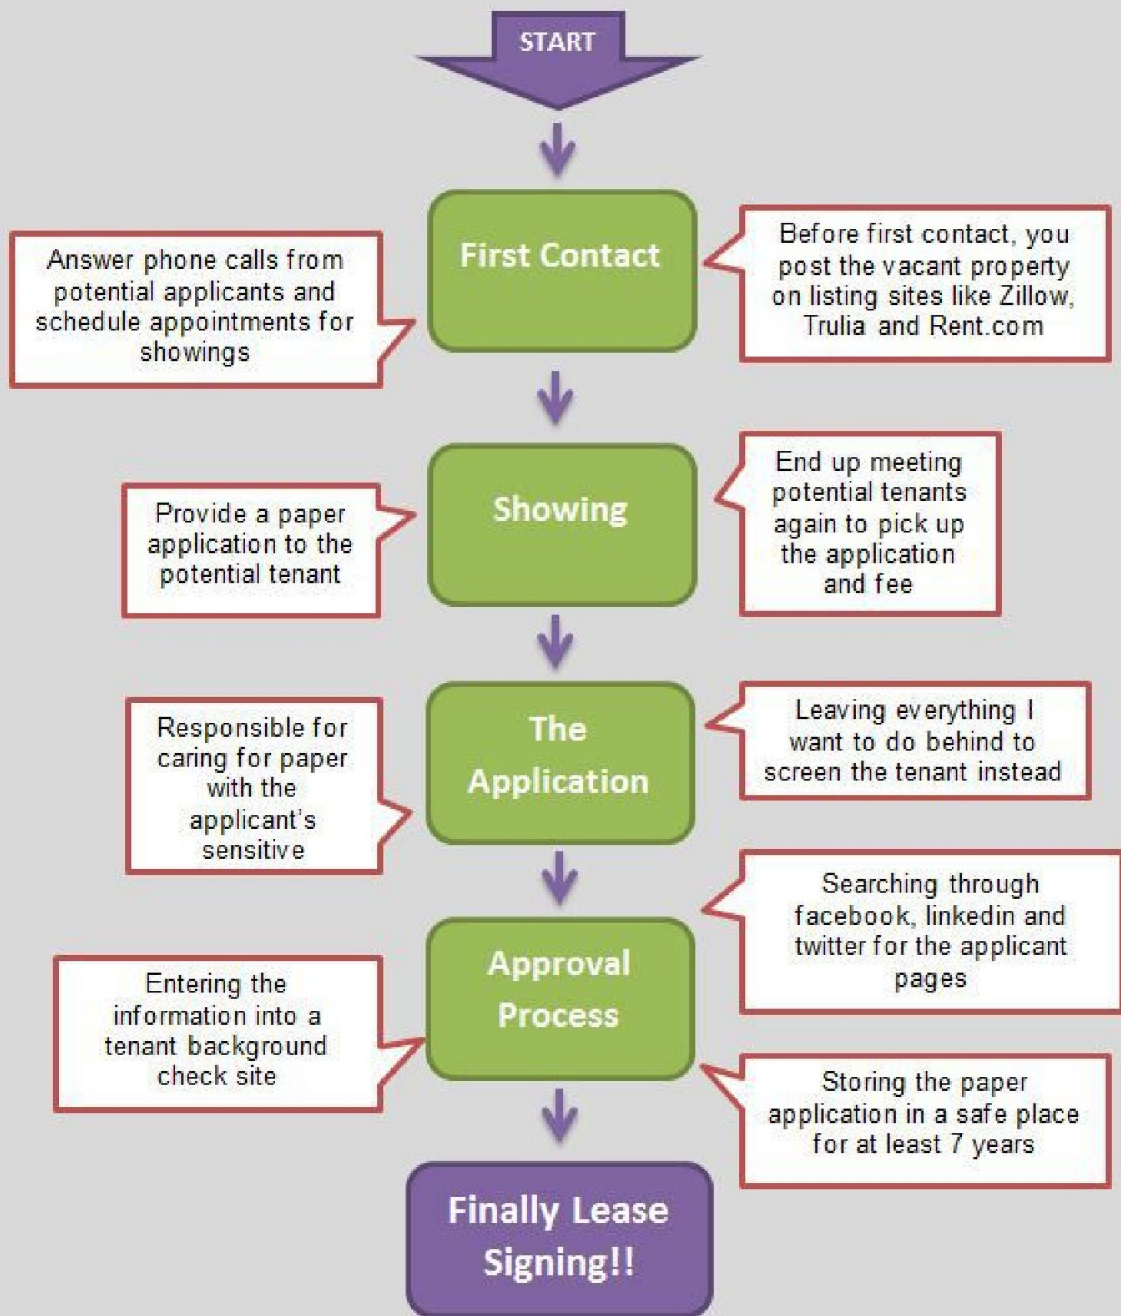 START
First Contact
Answer phone calls from
potential applicants and
schedule appointments for
showings
Before first contact, you
post the vacant property
on listing sites like Zillow,
Trulia and Rent.com
Showing
Provide a paper
application to the
potential tenant
End up meeting
potential tenants
again to pick up
the application
and fee
The
Application
Responsible for
caring for paper
with the
applicant's
sensitive
Leaving everything I
want to do behind to
screen the tenant instead
Approval
Process
Searching through
facebook, linkedin and
twitter for the applicant
pages
Entering the
information into a
tenant background
check site
Storing the paper
application in a safe place
for at least 7 years
Finally Lease
Signing!!